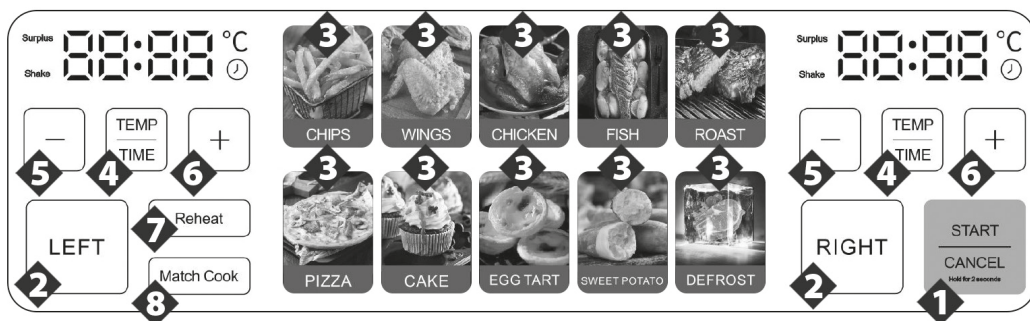 Surplus
88:88 °C
Shake
3 3 3 3 3
Surplus
88:88 °C
Shake
−
TEMP
TIME
+
CHIPS
WINGS
CHICKEN
FISH
ROAST
−
TEMP
TIME
+
5 4 6
3 3 3 3 3
5 4 6
LEFT
Reheat
7
Match Cook
2
8
PIZZA
CAKE
EGG TART
SWEET POTATO
DEFROST
RIGHT
START
CANCEL
Hold for 2 seconds
2
1